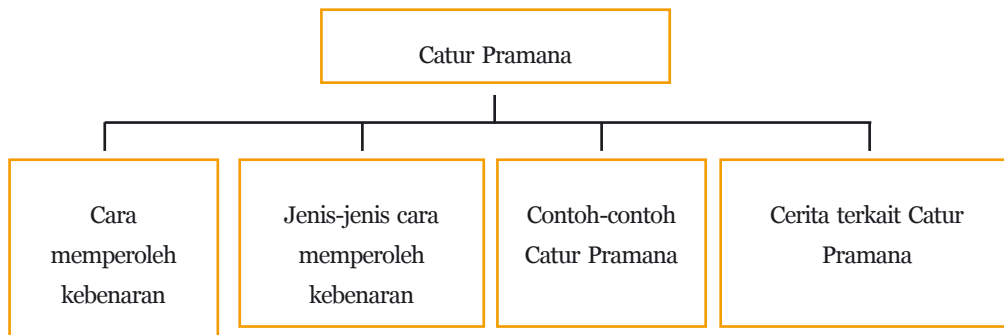 Catur Pramana
Cara
memperoleh
kebenaran
Jenis-jenis cara
memperoleh
kebenaran
Contoh-contoh
Catur Pramana
Cerita terkait Catur
Pramana